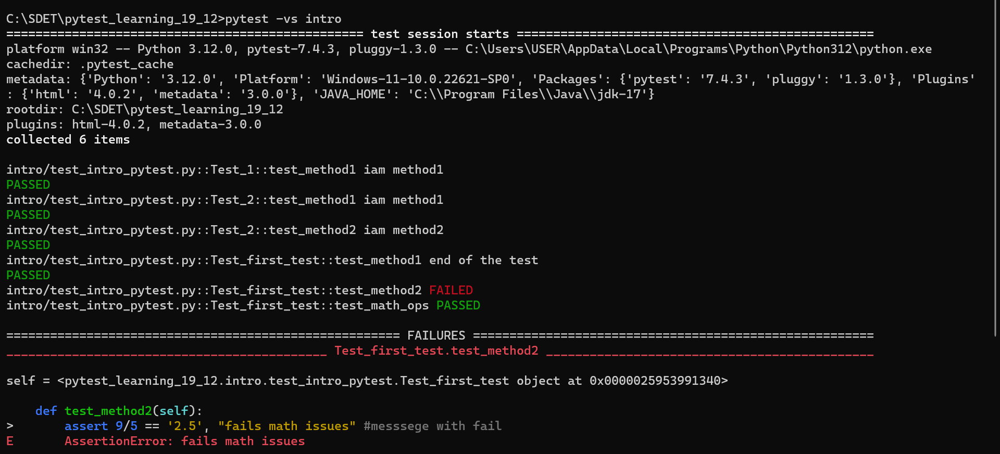 C:\SDET\pytest_learning_19_12>pytest -vs intro
================================================= test session starts =================================================
platform win32 -- Python 3.12.0, pytest-7.4.3, pluggy-1.3.0 -- C:\Users\USER\AppData\Local\Programs\Python\Python312\python.exe
cachedir: .pytest_cache
metadata: {'Python': '3.12.0', 'Platform': 'Windows-11-10.0.22621-SP0', 'Packages': {'pytest': '7.4.3', 'pluggy': '1.3.0'}, 'Plugins'
: {'html': '4.0.2', 'metadata': '3.0.0'}, 'JAVA_HOME': 'C:\\Program Files\\Java\\jdk-17'}
rootdir: C:\SDET\pytest_learning_19_12
plugins: html-4.0.2, metadata-3.0.0
collected 6 items
intro/test_intro_pytest.py::Test_1::test_method1 iam method1
PASSED
intro/test_intro_pytest.py::Test_2::test_method1 iam method1
PASSED
intro/test_intro_pytest.py::Test_2::test_method2 iam method2
PASSED
intro/test_intro_pytest.py::Test_first_test::test_method1 end of the test
PASSED
intro/test_intro_pytest.py::Test_first_test::test_method2 FAILED
intro/test_intro_pytest.py::Test_first_test::test_math_ops PASSED
====================================================== FAILURES =======================================================
____________________________________________ Test_first_test.test_method2 _____________________________________________
self = <pytest_learning_19_12.intro.test_intro_pytest.Test_first_test object at 0x0000025953991340>
    def test_method2(self):
>       assert 9/5 == '2.5', "fails math issues" #messsege with fail
E       AssertionError: fails math issues